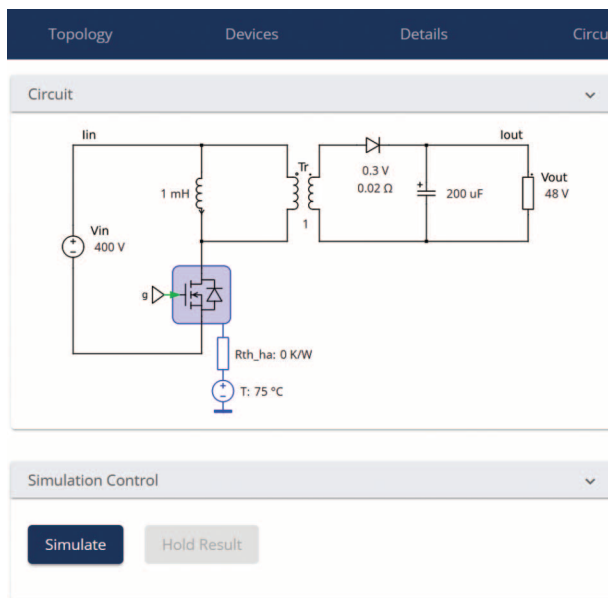 Topology Devices Details Circu
Circuit
Iin Iout
Tr
0.3 V
0.02 Ω
1 mH
+
200 uF
Vout
48 V
1
Vin
400 V
g
Rth_ha: 0 K/W
T: 75 °C
Simulation Control
Simulate Hold Result